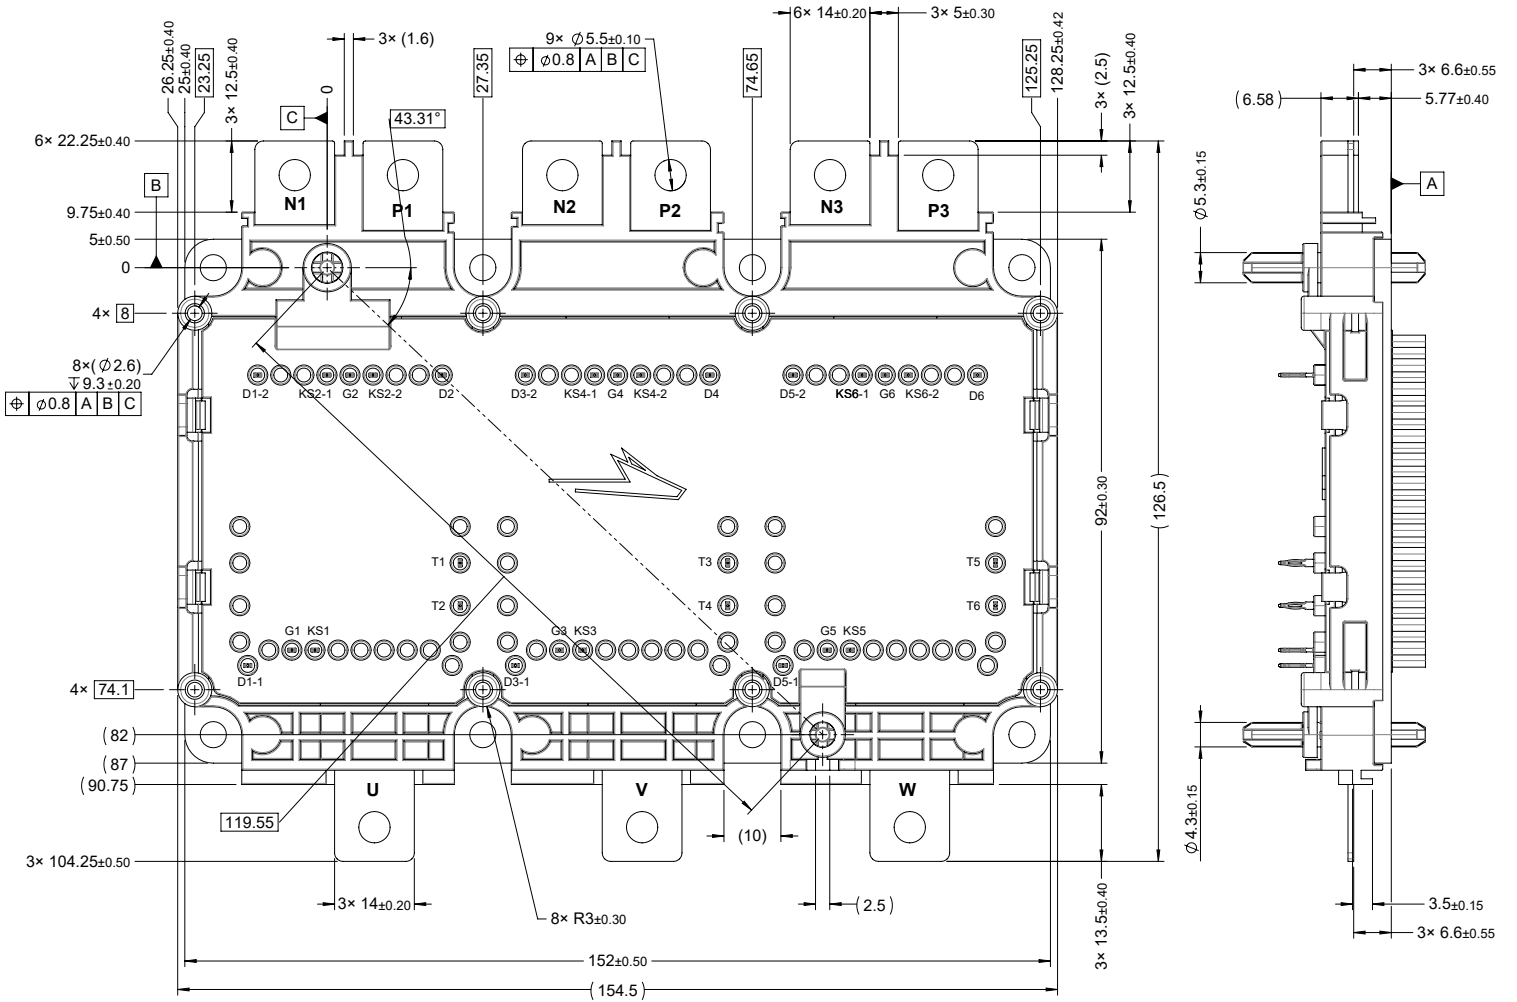 26.25±0.40
25±0.40
23.25
3× 12.5±0.40
0
3× (1.6)
27.35
9× ⌀5.5±0.10
⌖ ⌀0.8 A B C
74.65
6× 14±0.20
3× 5±0.30
125.25
128.25±0.42
3× (2.5)
3× 12.5±0.40
3× 6.6±0.55
(6.58)
5.77±0.40
C
43.31°
6× 22.25±0.40
B
A
⌀5.3±0.15
N1
P1
N2
P2
N3
P3
9.75±0.40
5±0.50
0
4× 8
8×(⌀2.6)
↧9.3±0.20
⌖ ⌀0.8 A B C
D1-2 KS2-1 G2 KS2-2 D2
D3-2 KS4-1 G4 KS4-2 D4
D5-2 KS6-1 G6 KS6-2 D6
92±0.30
(126.5)
T1
T3
T5
T2
T4
T6
G1 KS1
G3 KS3
G5 KS5
D1-1
D3-1
D5-1
4× 74.1
(82)
(87)
(90.75)
U
V
W
119.55
(10)
⌀4.3±0.15
3× 104.25±0.50
3× 14±0.20
8× R3±0.30
(2.5)
3× 13.5±0.40
3.5±0.15
3× 6.6±0.55
152±0.50
(154.5)